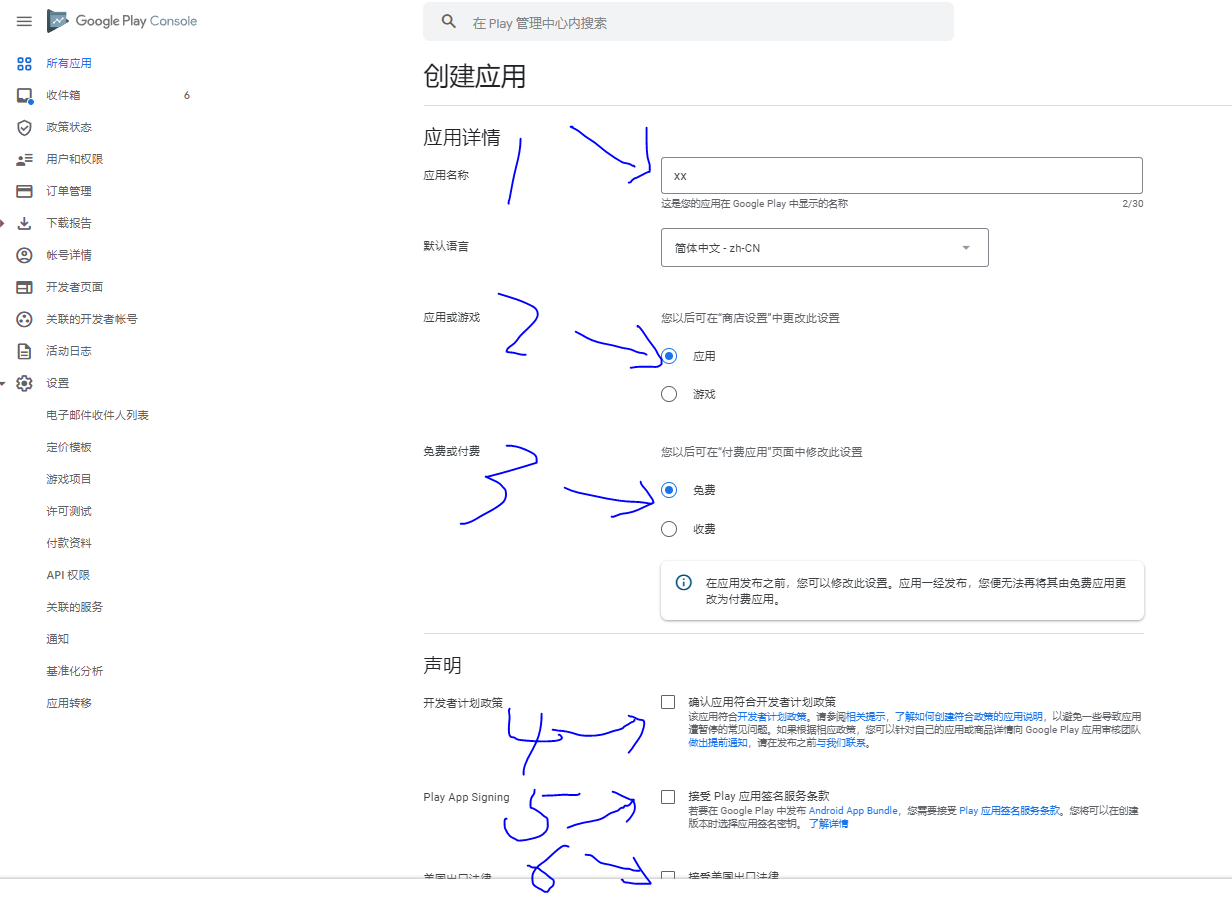 Google Play Console
在 Play 管理中心内搜索
所有应用
收件箱 6
政策状态
用户和权限
订单管理
下载报告
帐号详情
开发者页面
关联的开发者帐号
活动日志
设置
电子邮件收件人列表
定价模板
游戏项目
许可测试
付款资料
API 权限
关联的服务
通知
基准化分析
应用转移
创建应用
应用详情
1
应用名称
xx
这是您的应用在 Google Play 中显示的名称 2/30
默认语言
简体中文 - zh-CN
应用或游戏
2
您以后可在“商店设置”中更改此设置
应用
游戏
免费或付费
3
您以后可在“付费应用”页面中修改此设置
免费
收费
在应用发布之前，您可以修改此设置。应用一经发布，您便无法再将其由免费应用更
改为付费应用。
声明
开发者计划政策
4
确认应用符合开发者计划政策
该应用符合开发者计划政策。请参阅相关提示，了解如何创建符合政策的应用说明，以避免一些导致应用
遭暂停的常见问题。如果根据相应政策，您可以针对自己的应用或商品详情向 Google Play 应用审核团队
做出提前通知，请在发布之前与我们联系。
Play App Signing
5
接受 Play 应用签名服务条款
若要在 Google Play 中发布 Android App Bundle，您需要接受 Play 应用签名服务条款。您将可以在创建
版本时选择应用签名密钥。 了解详情
美国出口法律
6
接受美国出口法律